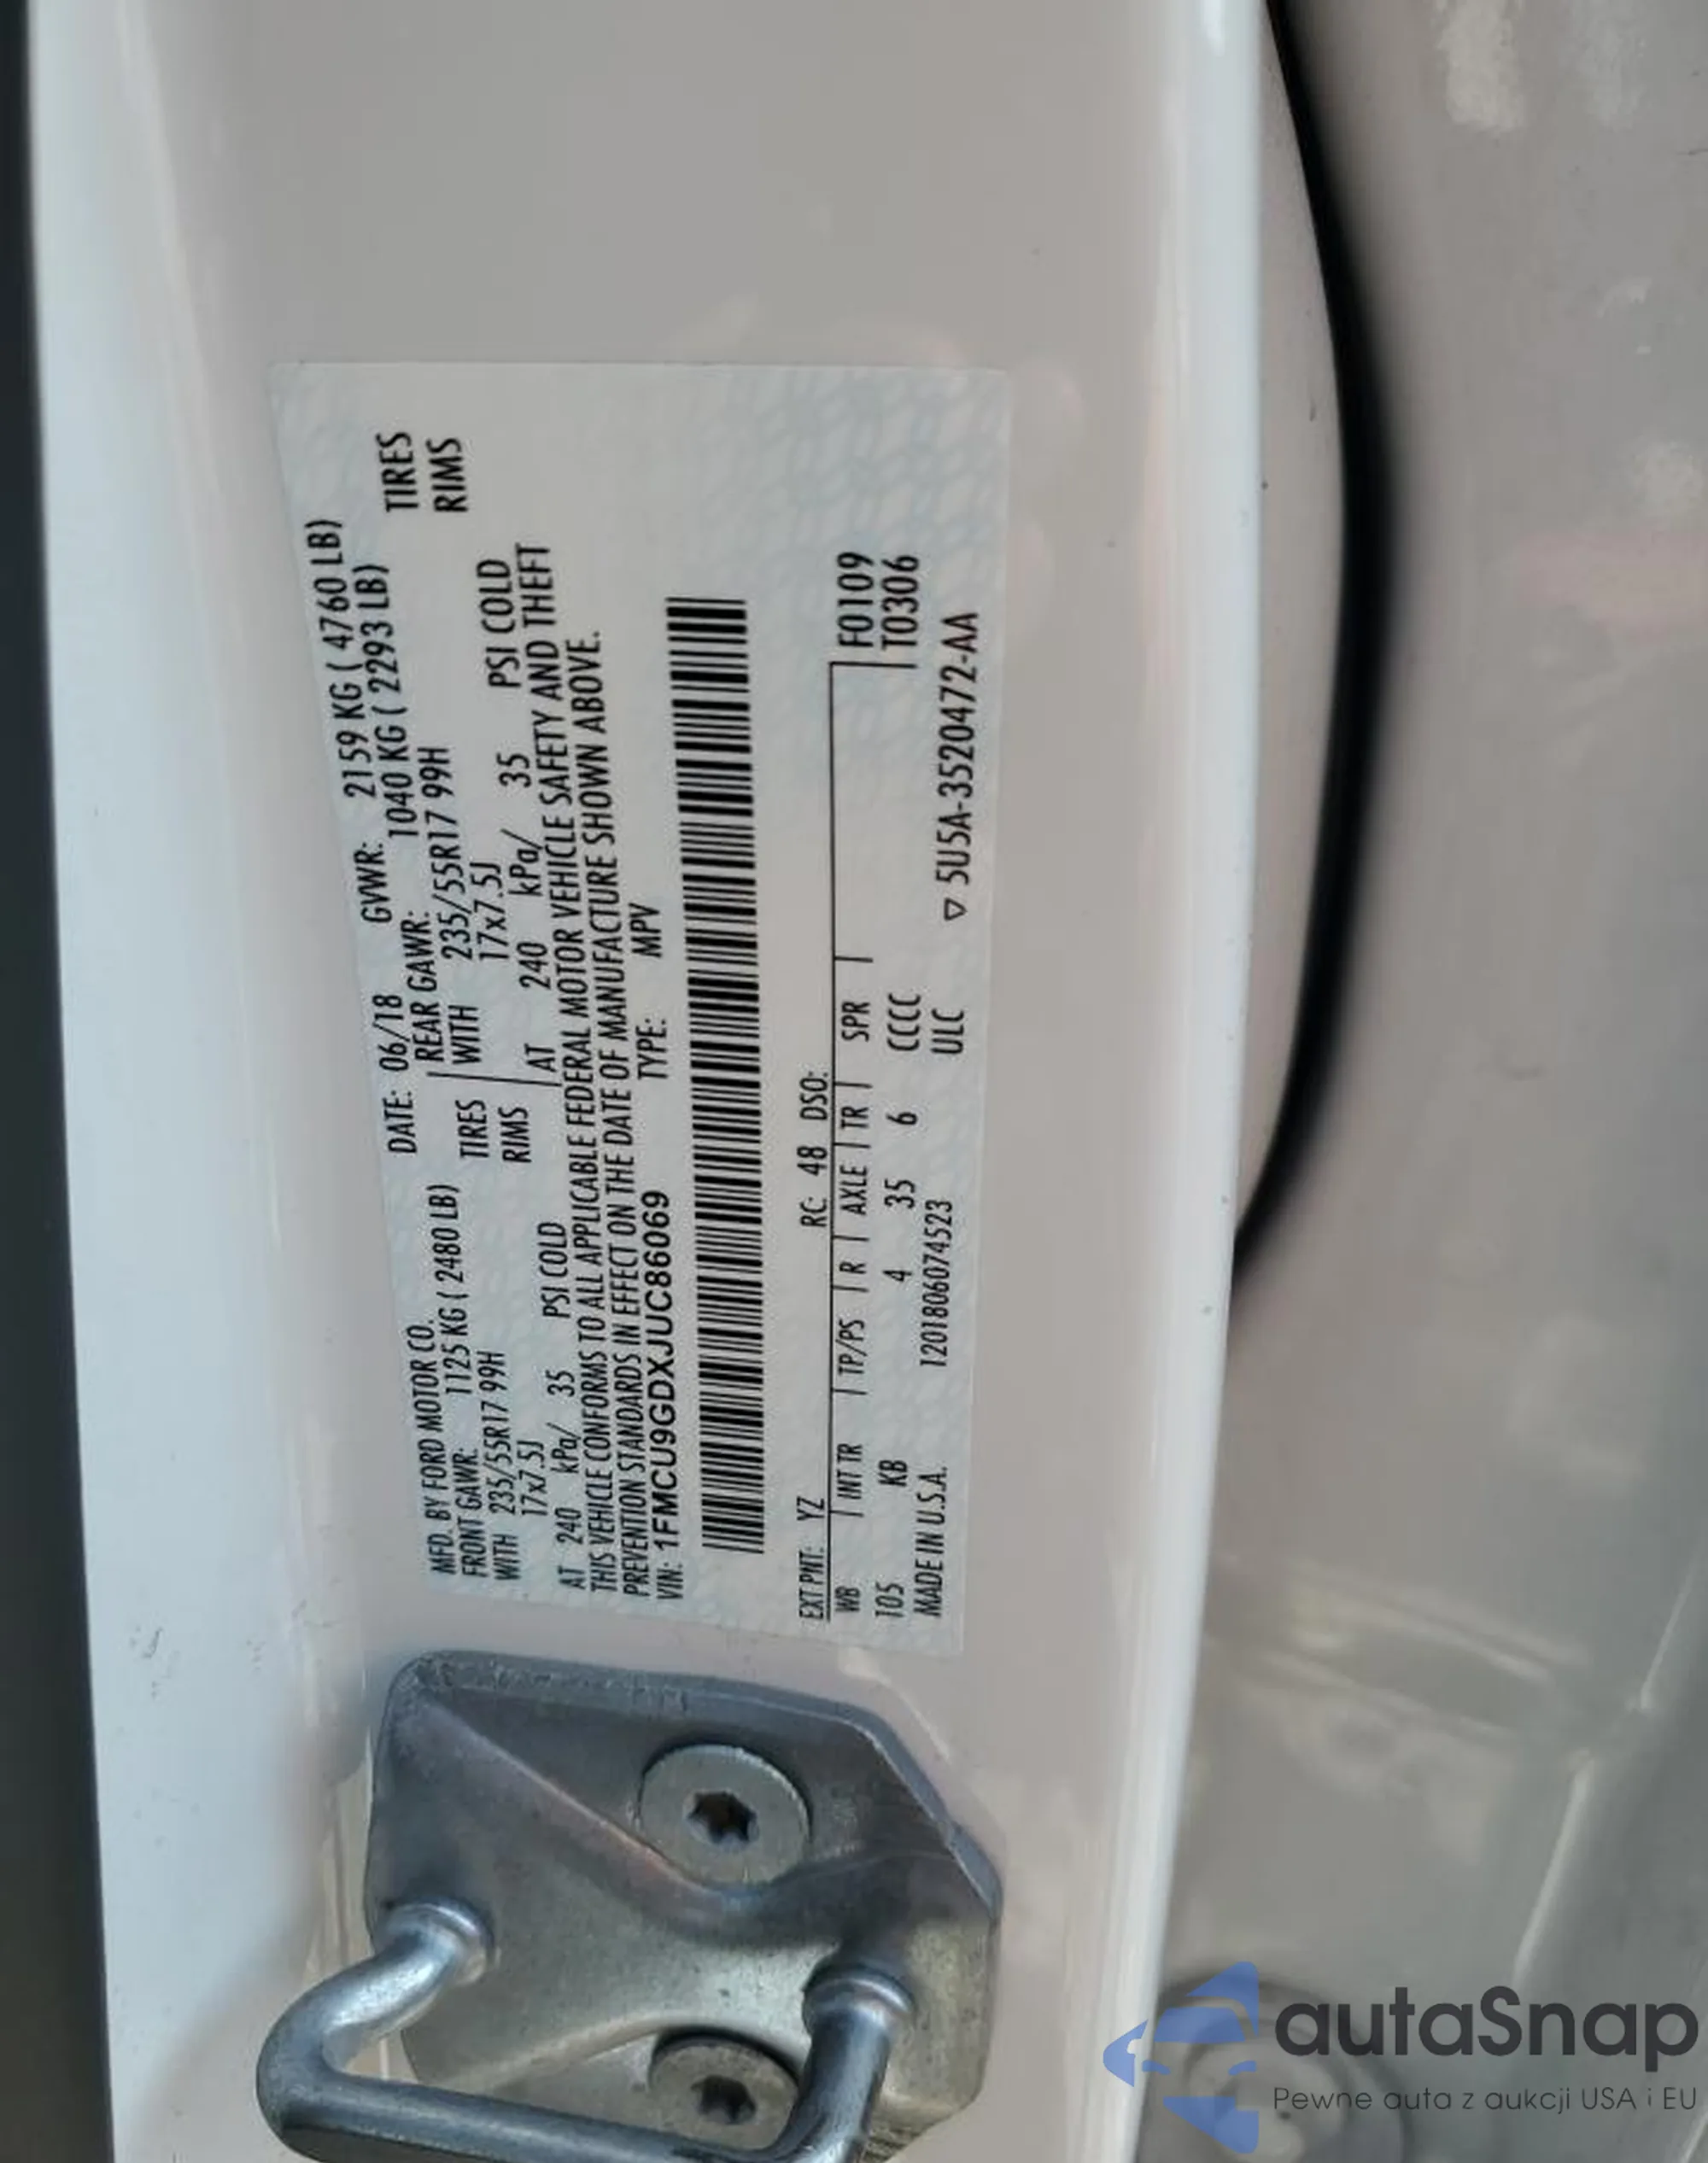 MFD. BY FORD MOTOR CO. DATE: 06/18 GVWR: 2159 KG ( 4760 LB)
FRONT GAWR: 1125 KG ( 2480 LB) REAR GAWR: 1040 KG ( 2293 LB)
WITH 235/55R17 99H TIRES WITH 235/55R17 99H TIRES
17x7.5J RIMS 17x7.5J RIMS
AT 240 kPa/ 35 PSI COLD AT 240 kPa/ 35 PSI COLD
THIS VEHICLE CONFORMS TO ALL APPLICABLE FEDERAL MOTOR VEHICLE SAFETY AND THEFT
PREVENTION STANDARDS IN EFFECT ON THE DATE OF MANUFACTURE SHOWN ABOVE.
VIN: 1FMCU9GDXJUC86069 TYPE: MPV
EXT PNT: YZ RC: 48 DSO:
WB INT TR TP/PS R AXLE TR SPR F0109
105 KB 4 35 6 CCCC T0306
MADE IN U.S.A. 1201806074523 ULC ▽ 5U5A-3520472-AA
autaSnap
Pewne auta z aukcji USA i EU